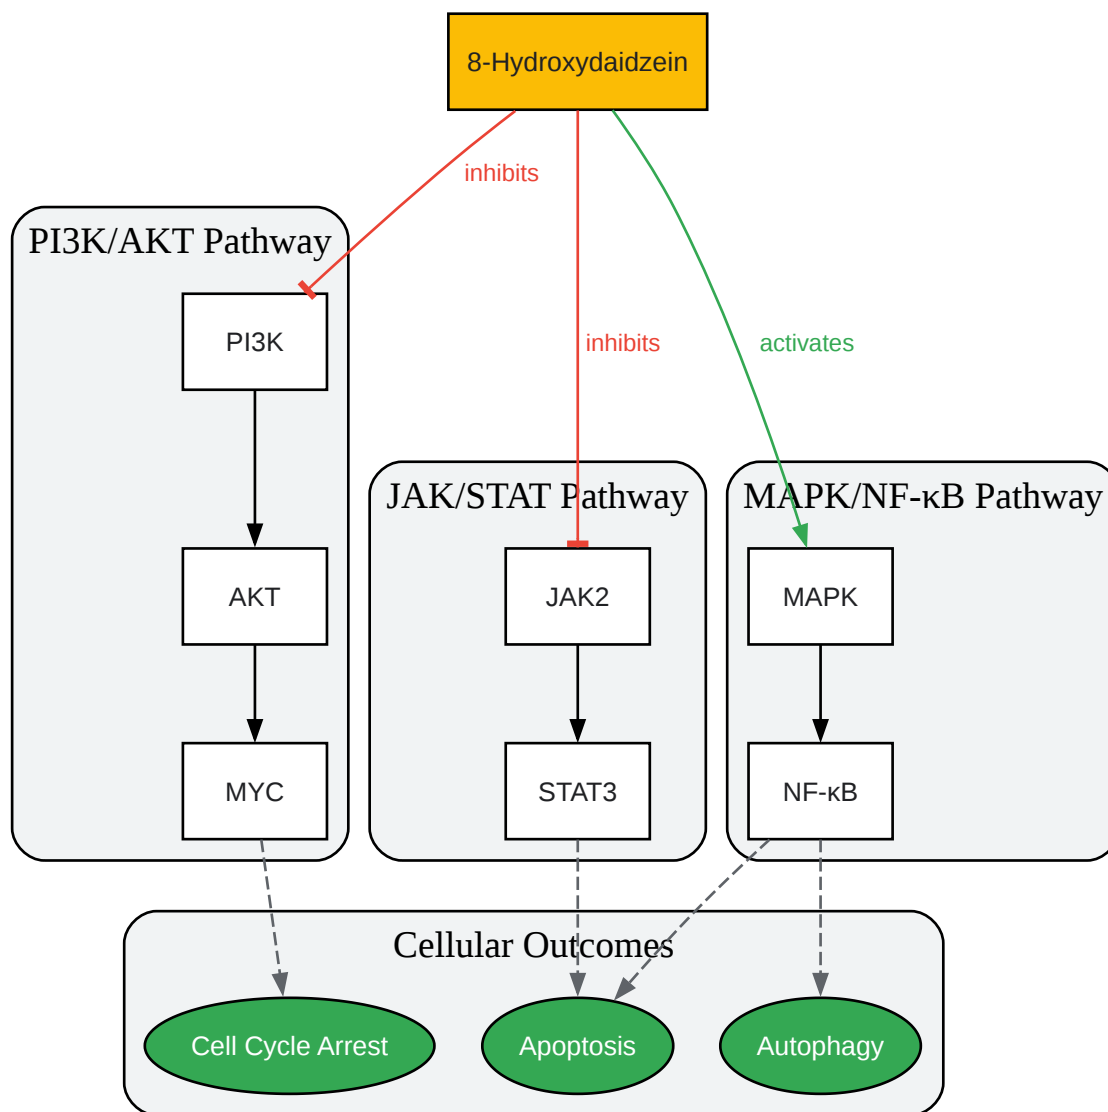 8-Hydroxydaidzein
inhibits
PI3K/AKT Pathway
PI3K
inhibits
activates
JAK/STAT Pathway
MAPK/NF-κB Pathway
AKT
JAK2
MAPK
MYC
STAT3
NF-κB
Cellular Outcomes
Cell Cycle Arrest
Apoptosis
Autophagy